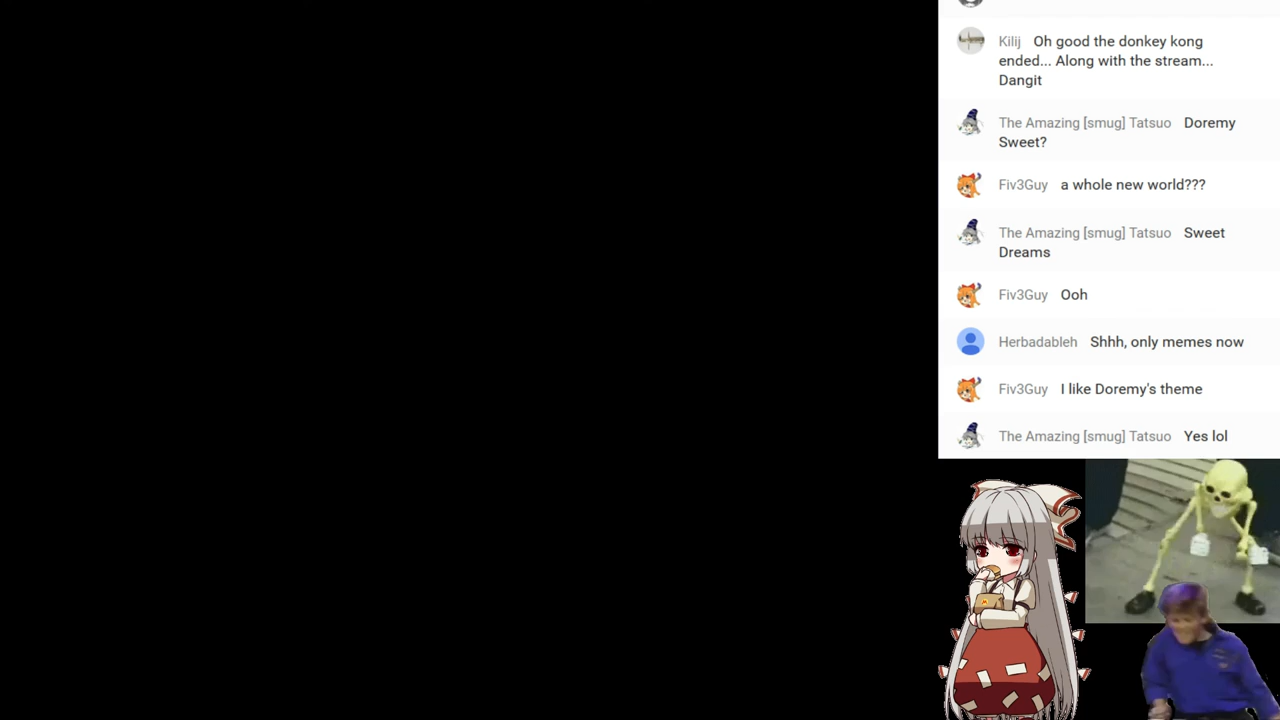 Kilij Oh good the donkey kong
ended... Along with the stream...
Dangit
The Amazing [smug] Tatsuo Doremy
Sweet?
Fiv3Guy a whole new world???
The Amazing [smug] Tatsuo Sweet
Dreams
Fiv3Guy Ooh
Herbadableh Shhh, only memes now
Fiv3Guy I like Doremy's theme
The Amazing [smug] Tatsuo Yes lol